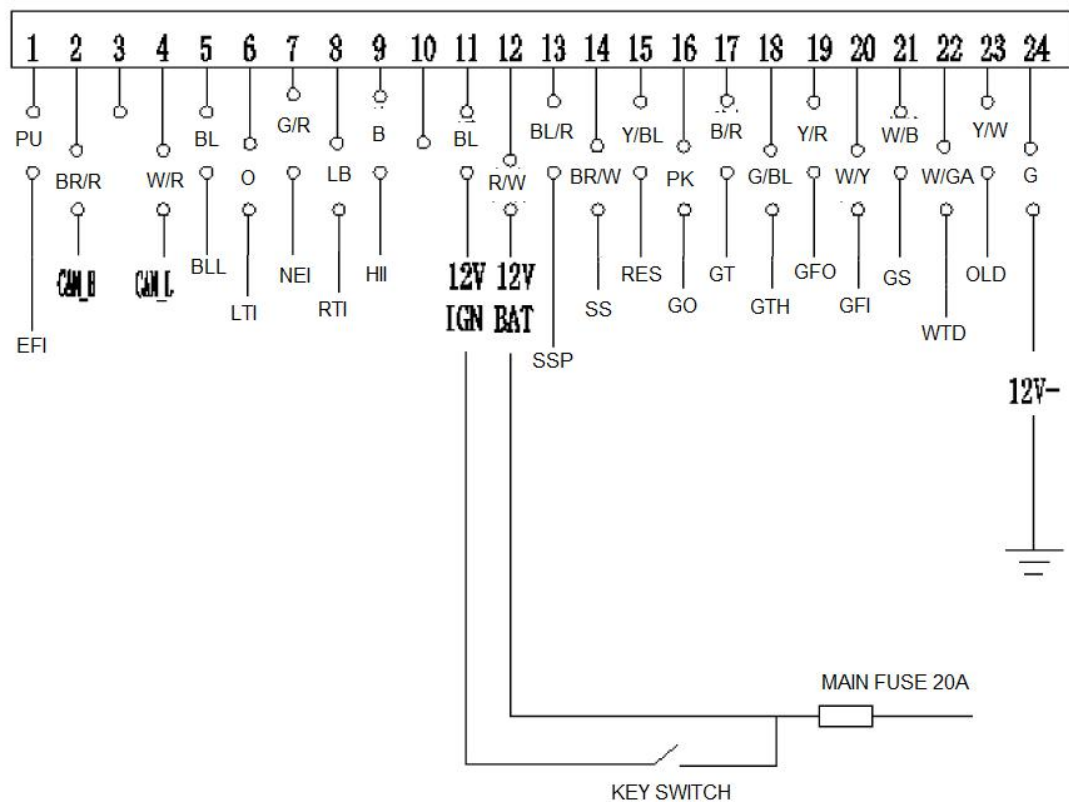 1 2 3 4 5 6 7 8 9 10 11 12 13 14 15 16 17 18 19 20 21 22 23 24
PU BL G/R B BL BL/R Y/BL B/R Y/R W/B Y/W
BR/R W/R O LB R/W BR/W PK G/BL W/Y W/GA G
CAN_H CAN_L BLL NEI HII 12V IGN 12V BAT RES GT GFO GS OLD
LTI RTI SS GO GTH GFI WTD
EFI SSP
12V-
MAIN FUSE 20A
KEY SWITCH